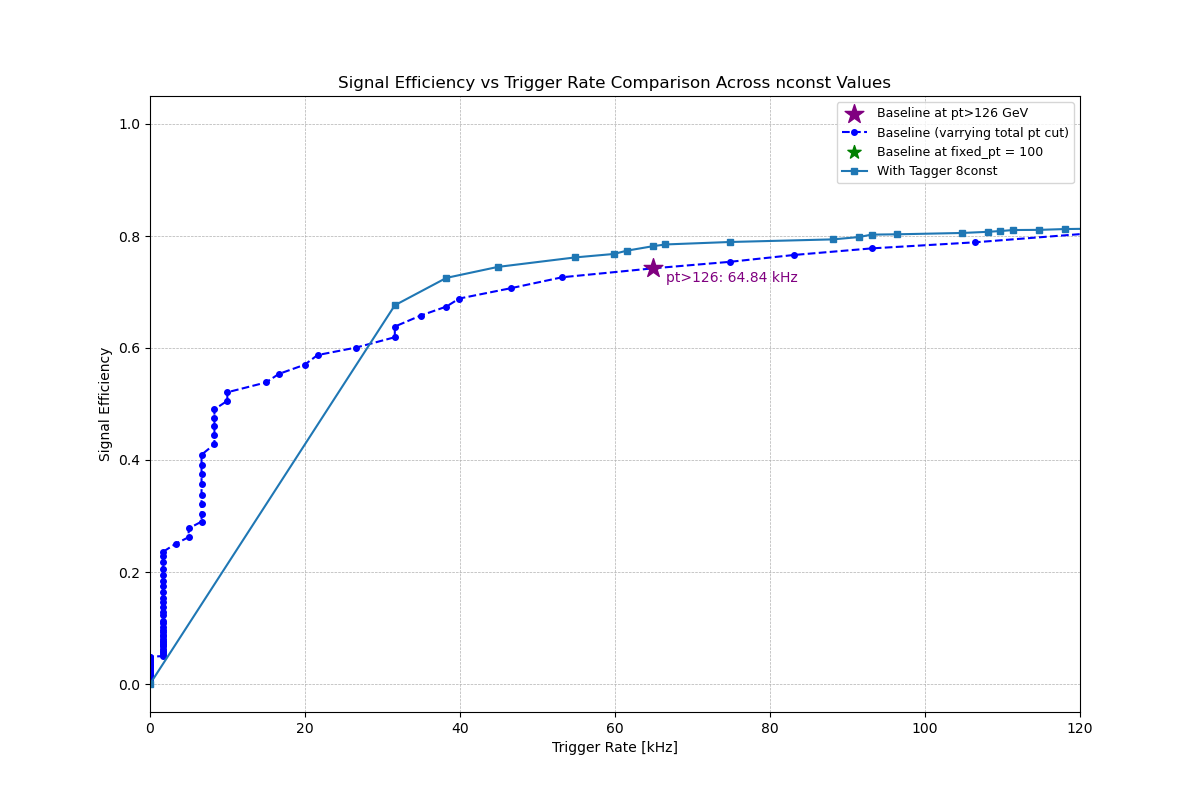 Signal Efficiency vs Trigger Rate Comparison Across nconst Values
Baseline at pt>126 GeV
Baseline (varrying total pt cut)
Baseline at fixed_pt = 100
With Tagger 8const
1.0
0.8
0.6
0.4
0.2
0.0
Signal Efficiency
pt>126: 64.84 kHz
0 20 40 60 80 100 120
Trigger Rate [kHz]